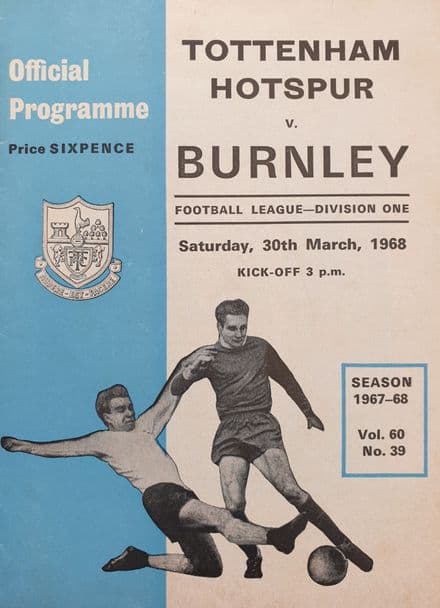 Official
Programme
Price SIXPENCE
TOTTENHAM
HOTSPUR
v.
BURNLEY
FOOTBALL LEAGUE—DIVISION ONE
Saturday, 30th March, 1968
KICK-OFF 3 p.m.
SEASON
1967–68
Vol. 60
No. 39